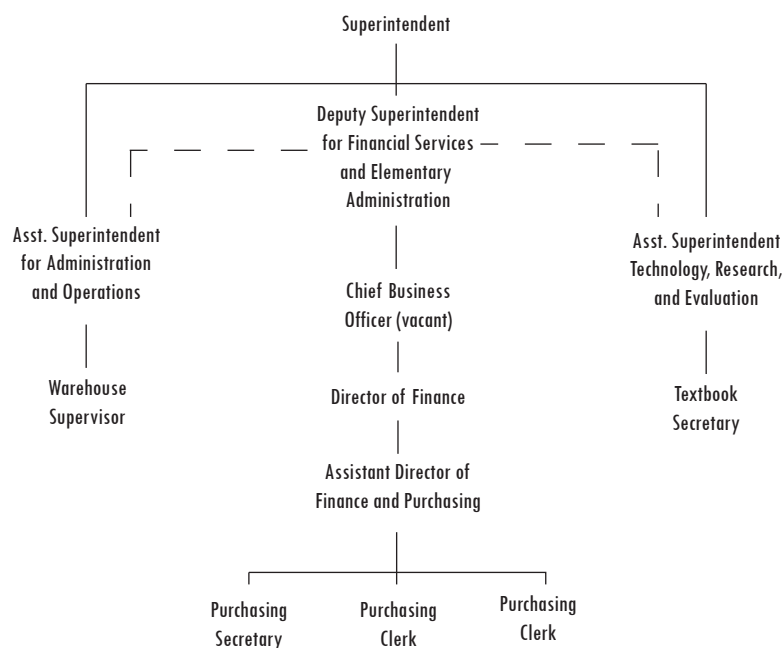 Superintendent
Deputy Superintendent
for Financial Services
and Elementary
Administration
Asst. Superintendent
for Administration
and Operations
Asst. Superintendent
Technology, Research,
and Evaluation
Chief Business
Officer (vacant)
Warehouse
Supervisor
Director of Finance
Textbook
Secretary
Assistant Director of
Finance and Purchasing
Purchasing
Secretary
Purchasing
Clerk
Purchasing
Clerk